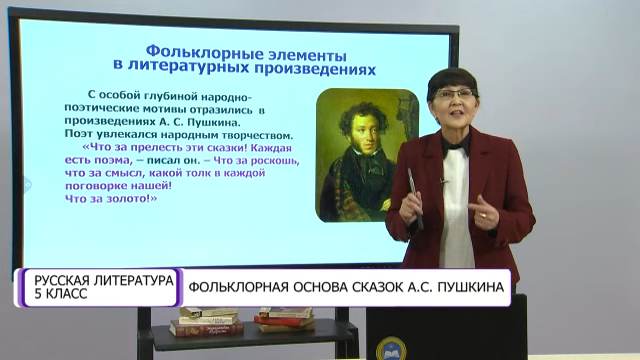 Фольклорные элементы
в литературных произведениях
С особой глубиной народно-
поэтические мотивы отразились в
произведениях А. С. Пушкина.
Поэт увлекался народным творчеством.
«Что за прелесть эти сказки! Каждая
есть поэма, – писал он. – Что за роскошь,
что за смысл, какой толк в каждой
поговорке нашей!
Что за золото!»
РУССКАЯ ЛИТЕРАТУРА
5 КЛАСС
ФОЛЬКЛОРНАЯ ОСНОВА СКАЗОК А.С. ПУШКИНА